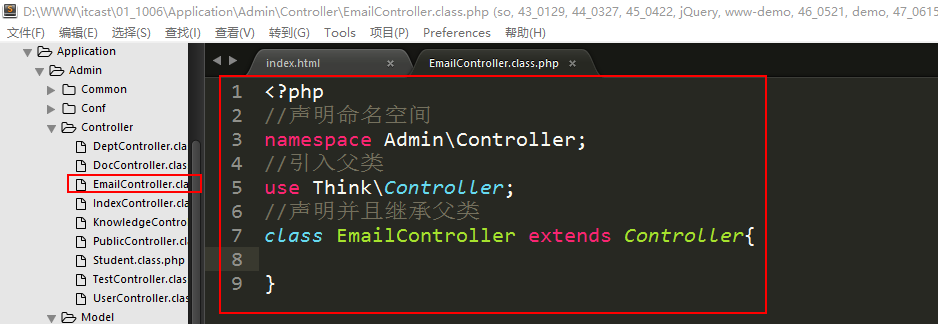 D:\WWW\itcast\01_1006\Application\Admin\Controller\EmailController.class.php (so, 43_0129, 44_0327, 45_0422, jQuery, www-demo, 46_0521, demo, 47_0615
文件(F) 编辑(E) 选择(S) 查找(I) 查看(V) 转到(G) Tools 项目(P) Preferences 帮助(H)
Application
Admin
Common
Conf
Controller
DeptController.cla
DocController.class
EmailController.cla
IndexController.cla
KnowledgeContro
PublicController.cl
Student.class.php
TestController.class
UserController.clas
Model
index.html × EmailController.class.php ×
1 <?php
2 //声明命名空间
3 namespace Admin\Controller;
4 //引入父类
5 use Think\Controller;
6 //声明并且继承父类
7 class EmailController extends Controller{
8
9 }